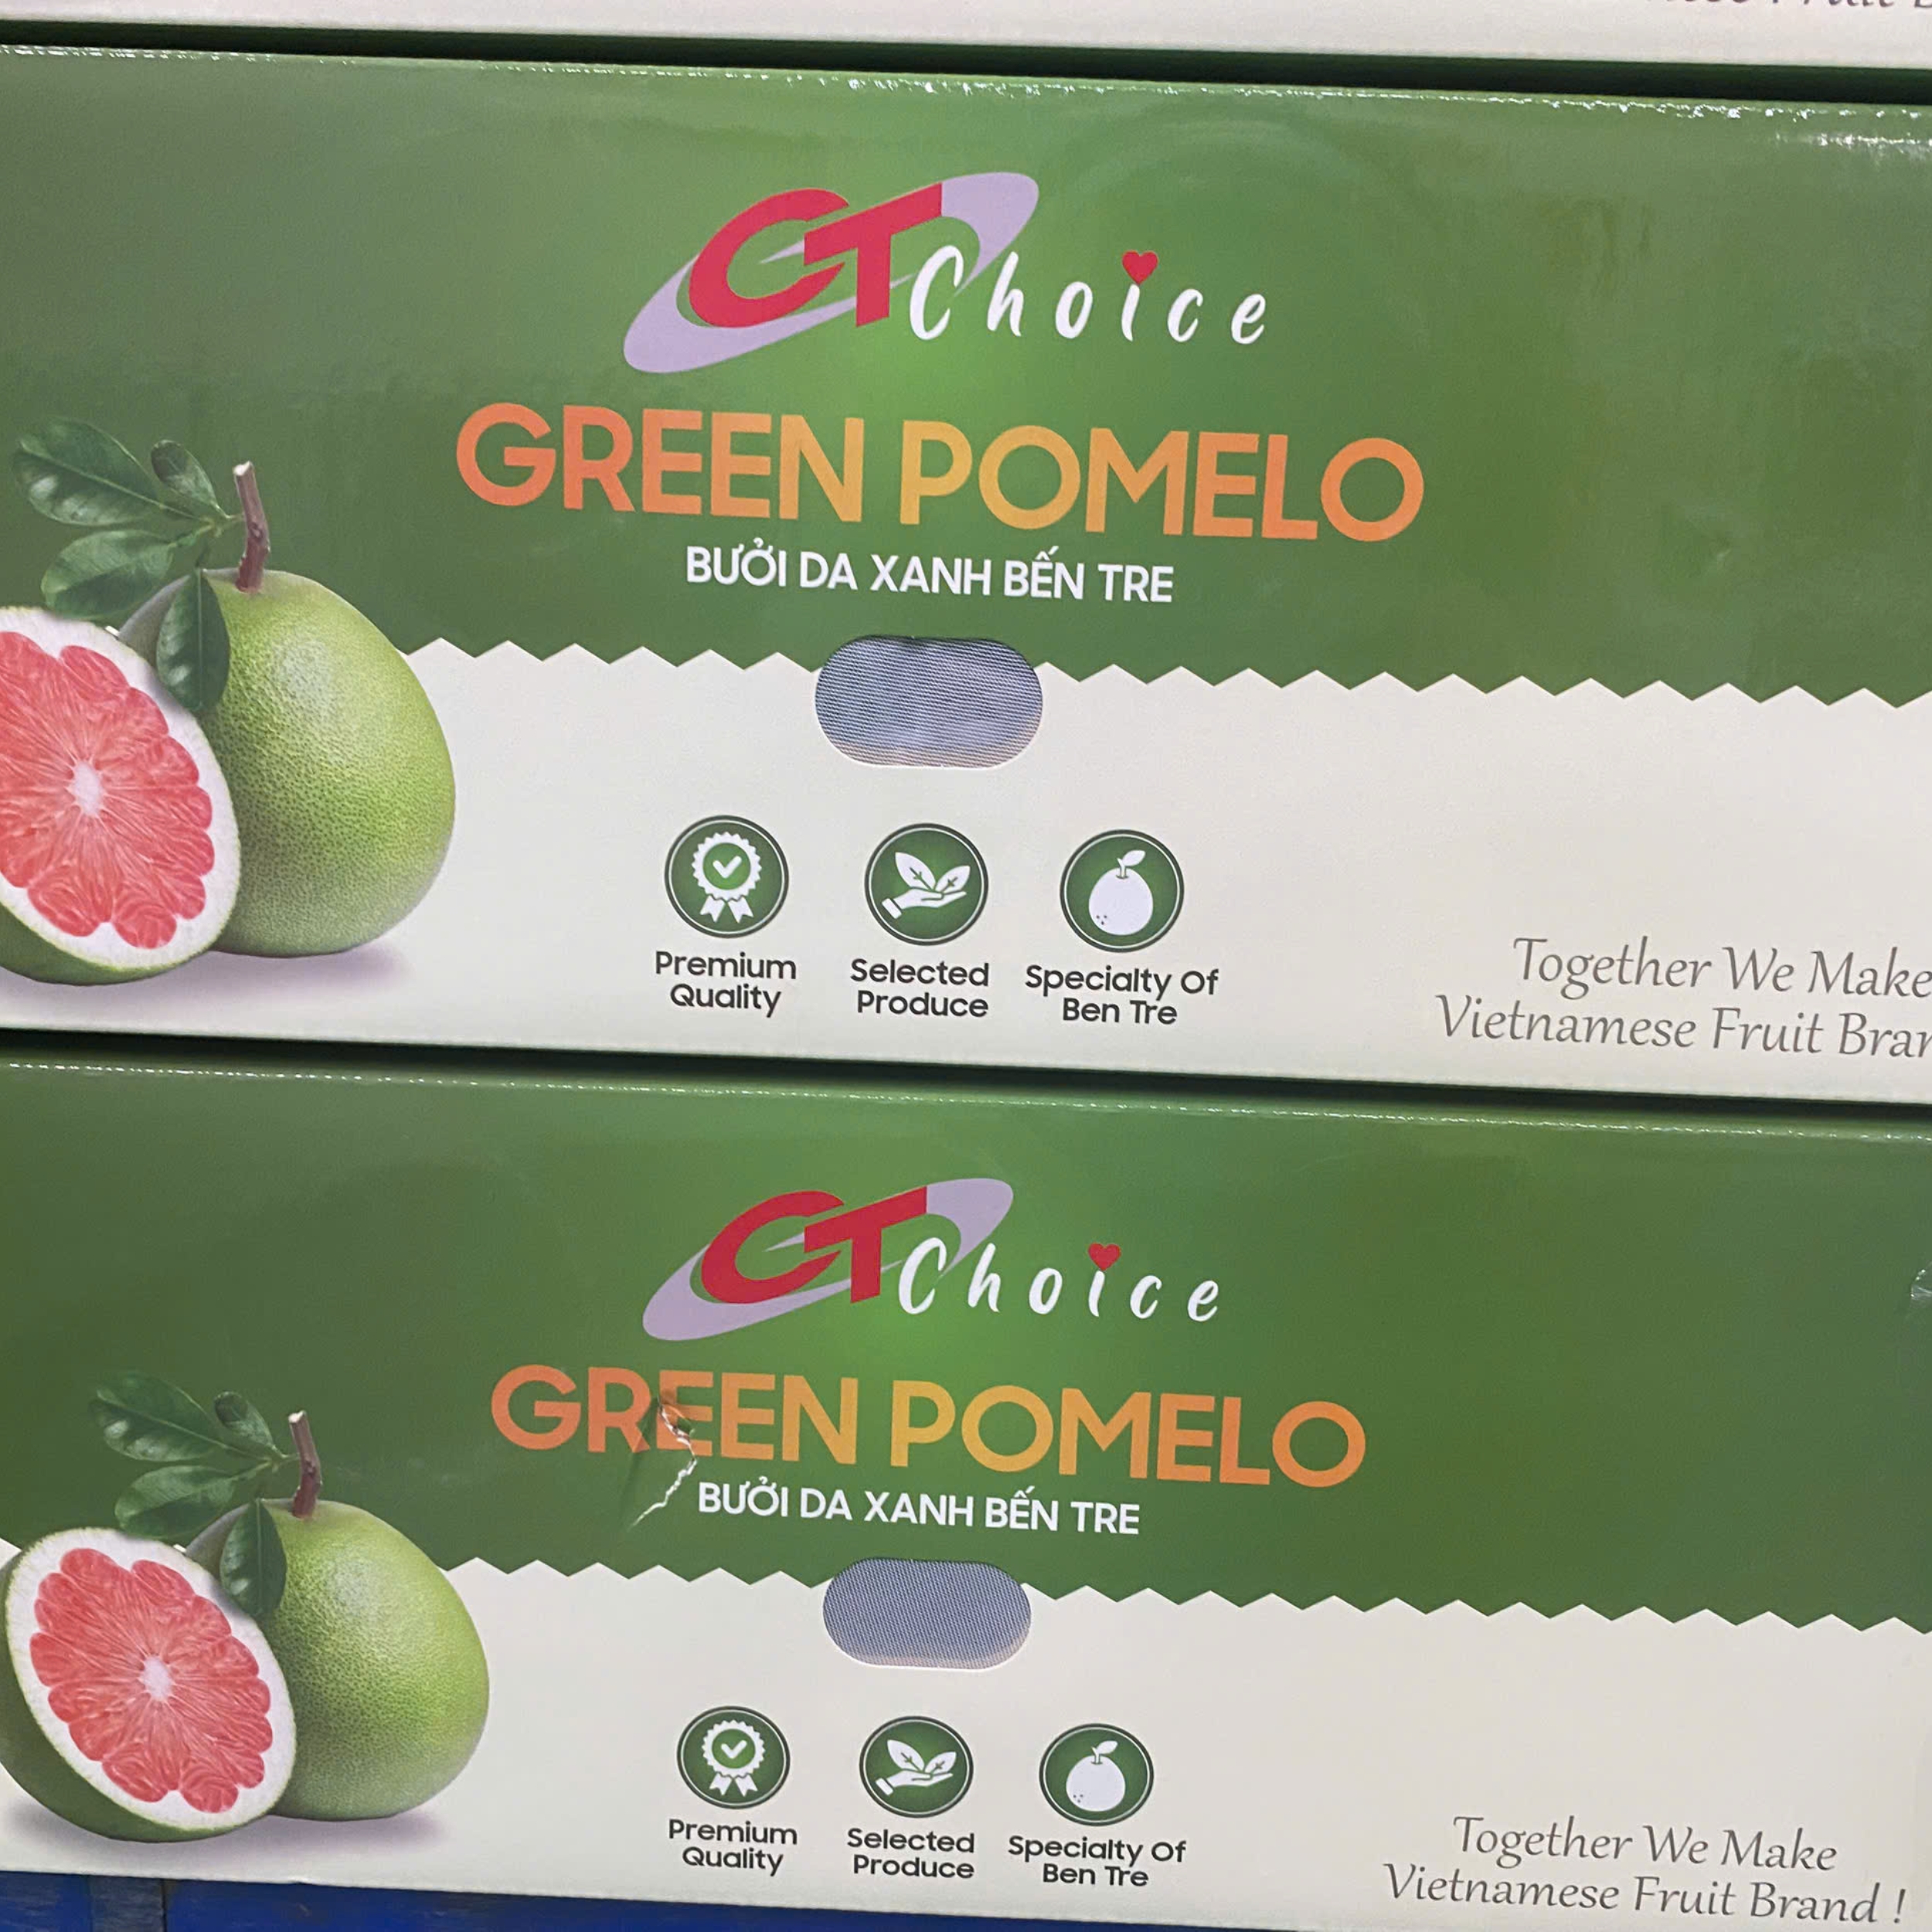 CT Choice
GREEN POMELO
BƯỞI DA XANH BẾN TRE
Premium
Quality
Selected
Produce
Specialty Of
Ben Tre
Together We Make
Vietnamese Fruit
CT Choice
GREEN POMELO
BƯỞI DA XANH BẾN TRE
Premium
Quality
Selected
Produce
Specialty Of
Ben Tre
Together We Make
Vietnamese Fruit Brand !